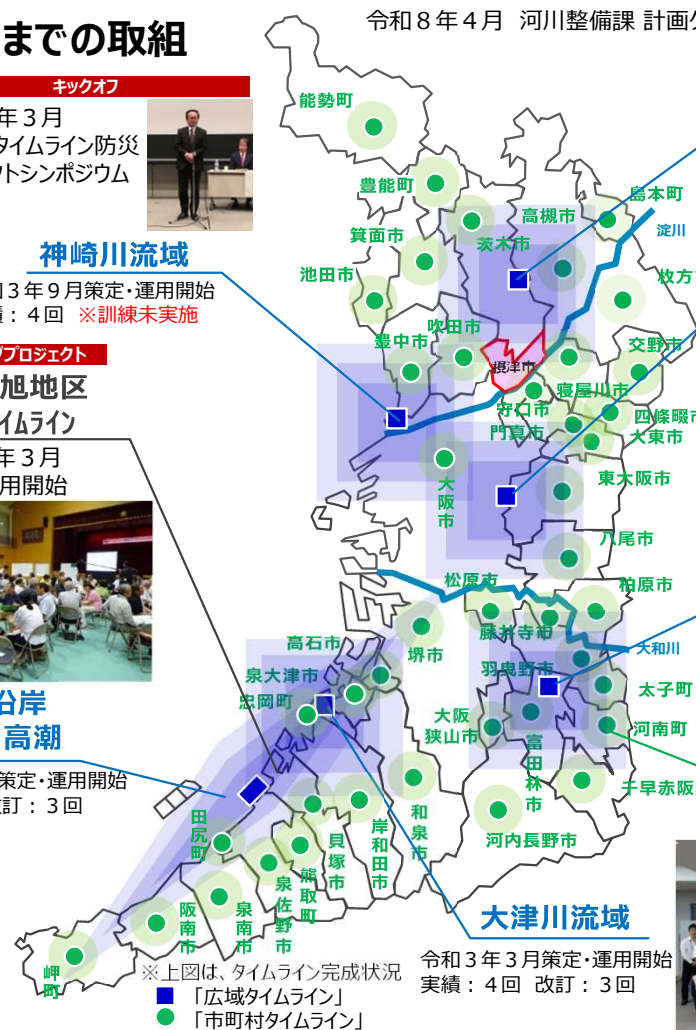 令和８年４月 河川整備課 計画
までの取組
キックオフ
年３月
タイムライン防災
シンポジウム
神崎川流域
３年９月策定・運用開始
：４回 ※訓練未実施
プロジェクト
旭地区
イムライン
年３月
用開始
沿岸
高潮
策定・運用開始
訂：３回
能勢町
豊能町
島本町
高槻市
淀川
茨木市
箕面市
池田市
枚方
吹田市
豊中市
摂津市
交野市
寝屋川市
守口市
四條畷市
門真市
大東市
大阪市
東大阪市
八尾市
松原市
柏原市
藤井寺市
堺市
高石市
大和川
羽曳野市
泉大津市
忠岡町
太子町
大阪
狭山市
河南町
富田林市
千早赤阪
田尻町
和泉市
岸和田市
貝塚市
河内長野市
熊取町
泉佐野市
泉南市
阪南市
岬町
大津川流域
令和３年３月策定・運用開始
実績：４回 改訂：３回
※上図は、タイムライン完成状況
「広域タイムライン」
「市町村タイムライン」